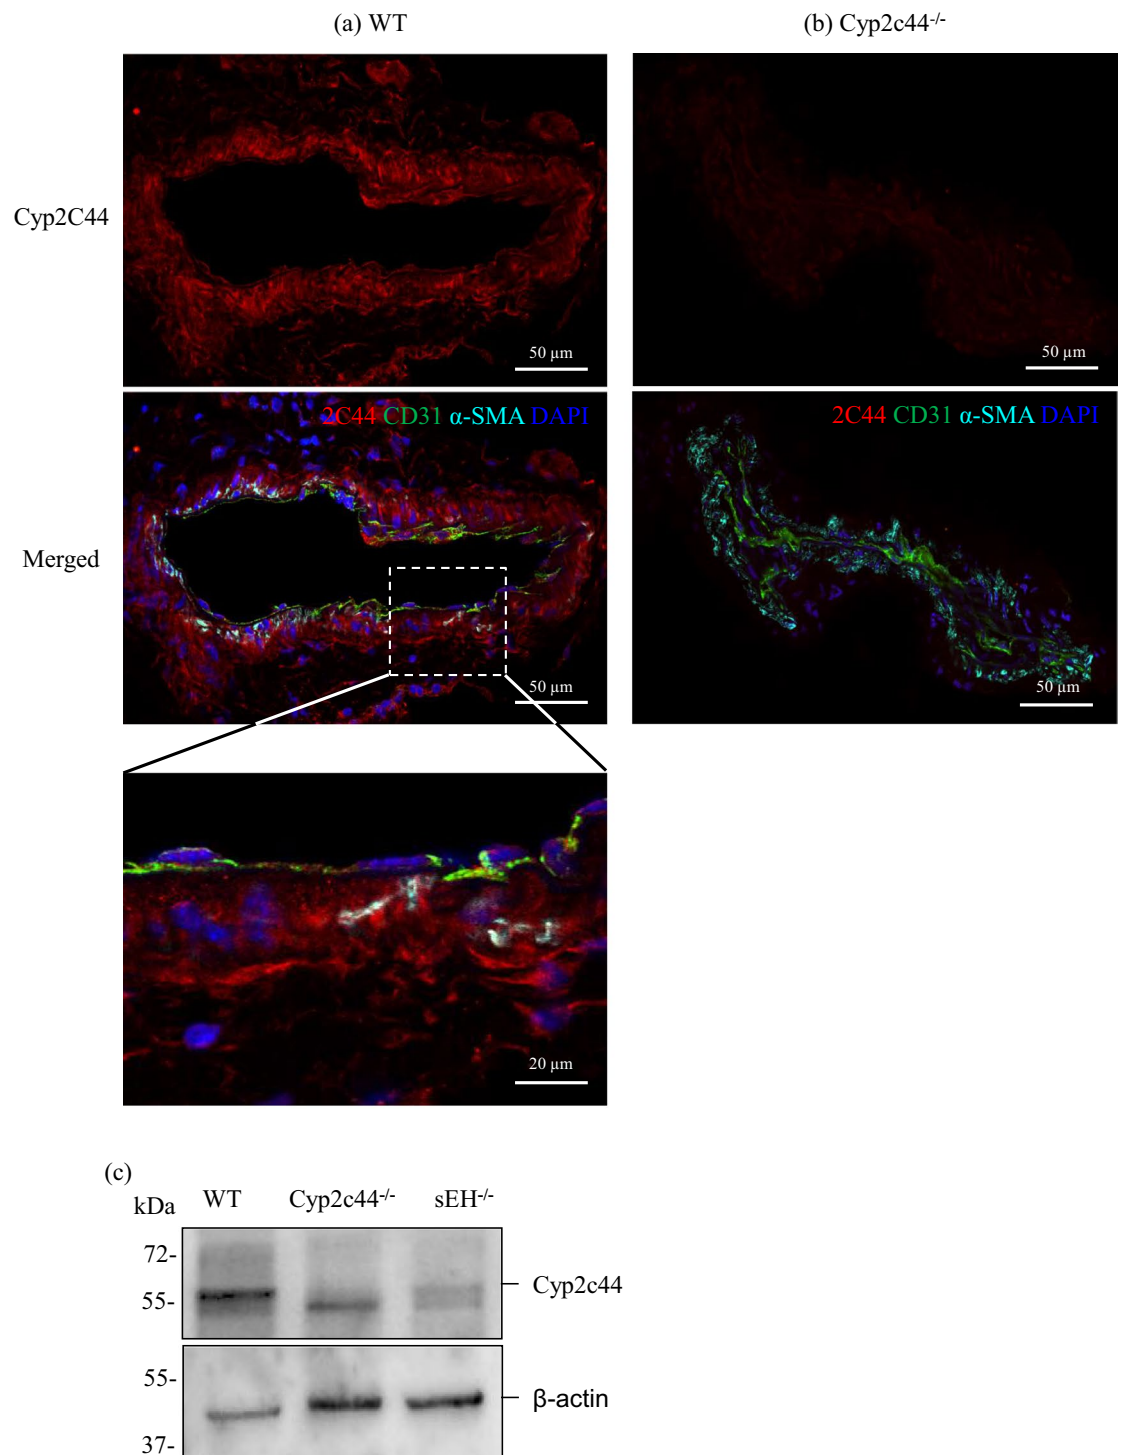 (a) WT
(b) Cyp2c44-/-
Cyp2C44
50 µm
50 µm
2C44 CD31 α-SMA DAPI
2C44 CD31 α-SMA DAPI
Merged
50 µm
50 µm
20 µm
(c)
kDa
WT
Cyp2c44-/-
sEH-/-
72-
55-
Cyp2c44
55-
β-actin
37-